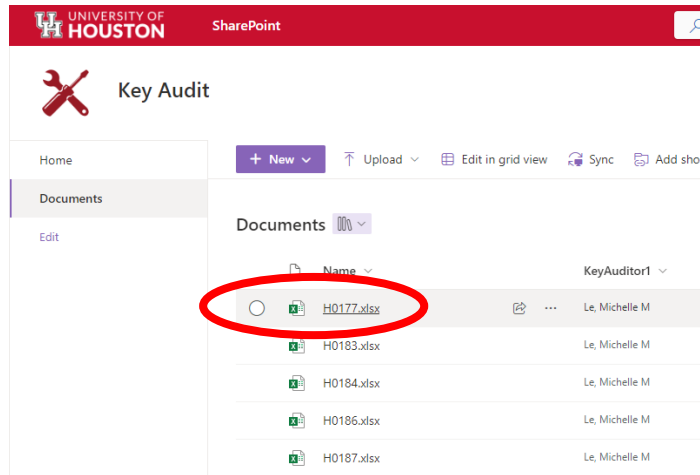 UNIVERSITY OF
HOUSTON
SharePoint
Key Audit
Home
Documents
Edit
New
Upload
Edit in grid view
Sync
Add sho
Documents
Name
KeyAuditor1
H0177.xlsx
Le, Michelle M
H0183.xlsx
Le, Michelle M
H0184.xlsx
Le, Michelle M
H0186.xlsx
Le, Michelle M
H0187.xlsx
Le, Michelle M